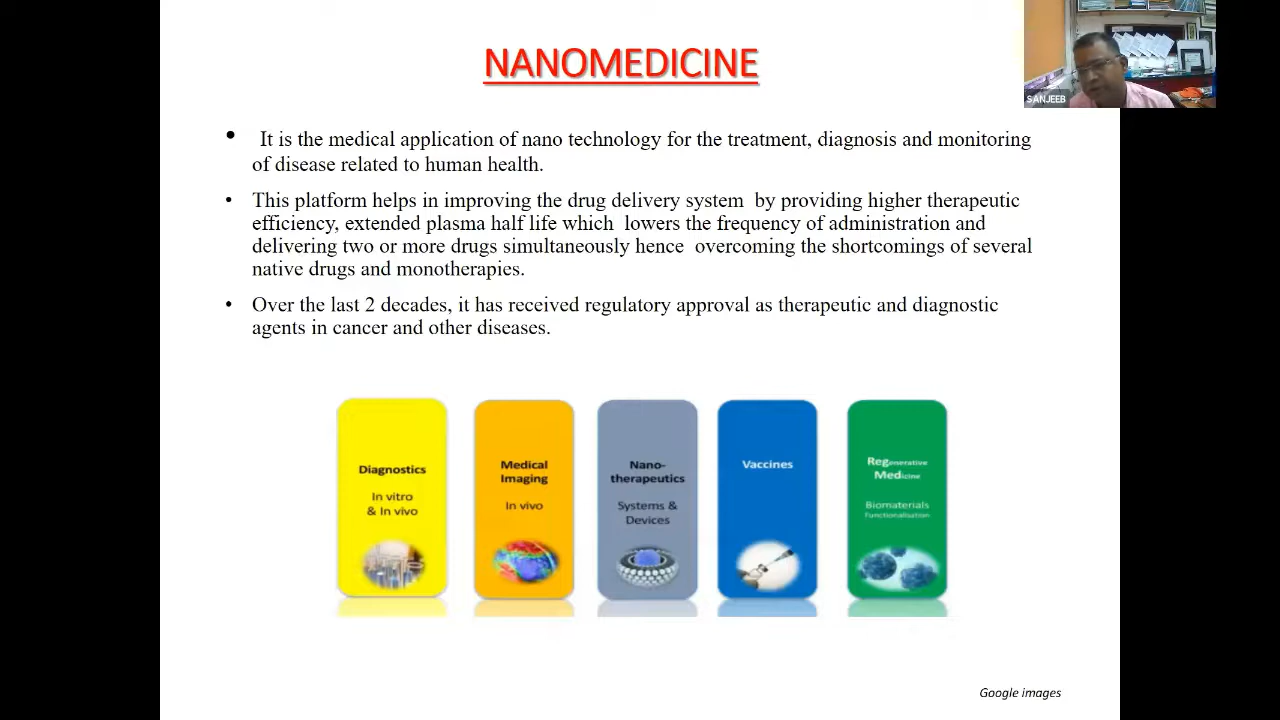 NANOMEDICINE
SANJEEB
• It is the medical application of nano technology for the treatment, diagnosis and monitoring
of disease related to human health.
• This platform helps in improving the drug delivery system by providing higher therapeutic
efficiency, extended plasma half life which lowers the frequency of administration and
delivering two or more drugs simultaneously hence overcoming the shortcomings of several
native drugs and monotherapies.
• Over the last 2 decades, it has received regulatory approval as therapeutic and diagnostic
agents in cancer and other diseases.
Diagnostics
In vitro
& In vivo
Medical
Imaging
In vivo
Nano-
therapeutics
Systems &
Devices
Vaccines
Regenerative
Medicine
Biomaterials
Functionalisation
Google images